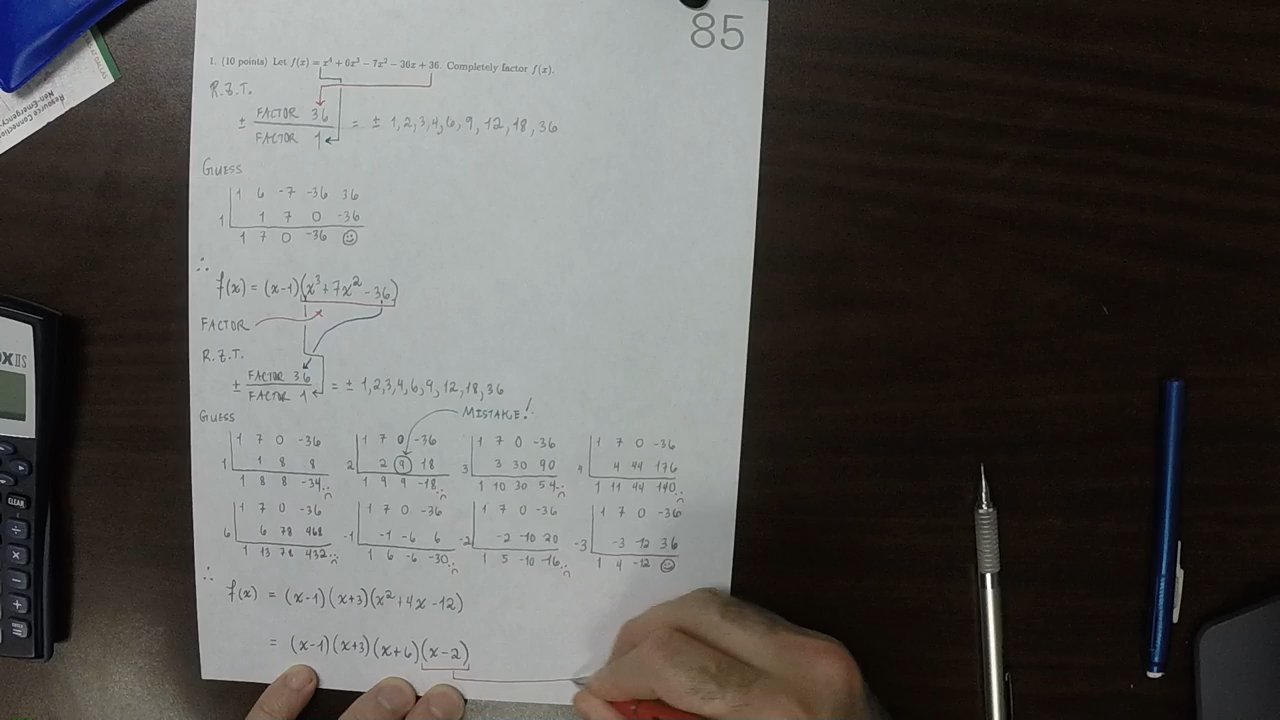 85
1. (10 points) Let f(x) = x⁴ + 6x³ − 7x² − 36x + 36. Completely factor f(x).
R.Z.T.
± FACTOR 36 / FACTOR 1 = ± 1, 2, 3, 4, 6, 9, 12, 18, 36
GUESS
1 6 -7 -36 36
1 1 7 0 -36
1 7 0 -36 ☺
∴
f(x) = (x-1)(x³+7x²-36)
FACTOR
R.Z.T.
± FACTOR 36 / FACTOR 1 = ± 1,2,3,4,6,9,12,18,36
GUESS
MISTAKE!
1 7 0 -36 1 7 0 -36 1 7 0 -36 1 7 0 -36
1 1 8 8 2 2 9 18 3 3 30 90 4 4 44 176
1 8 8 -34 1 9 9 -18 1 10 30 54 1 11 44 140
1 7 0 -36 1 7 0 -36 1 7 0 -36 1 7 0 -36
6 6 78 468 -1 -1 -6 6 -2 -2 -10 20 -3 -3 -12 36
1 13 78 432 1 6 -6 -30 1 5 -10 -16 1 4 -12 ☺
∴
f(x) = (x-1)(x+3)(x²+4x-12)
= (x-1)(x+3)(x+6)(x-2)
Resource Connection
Non-Emergency
XIIS
CLEAR
÷
×
−
+
=